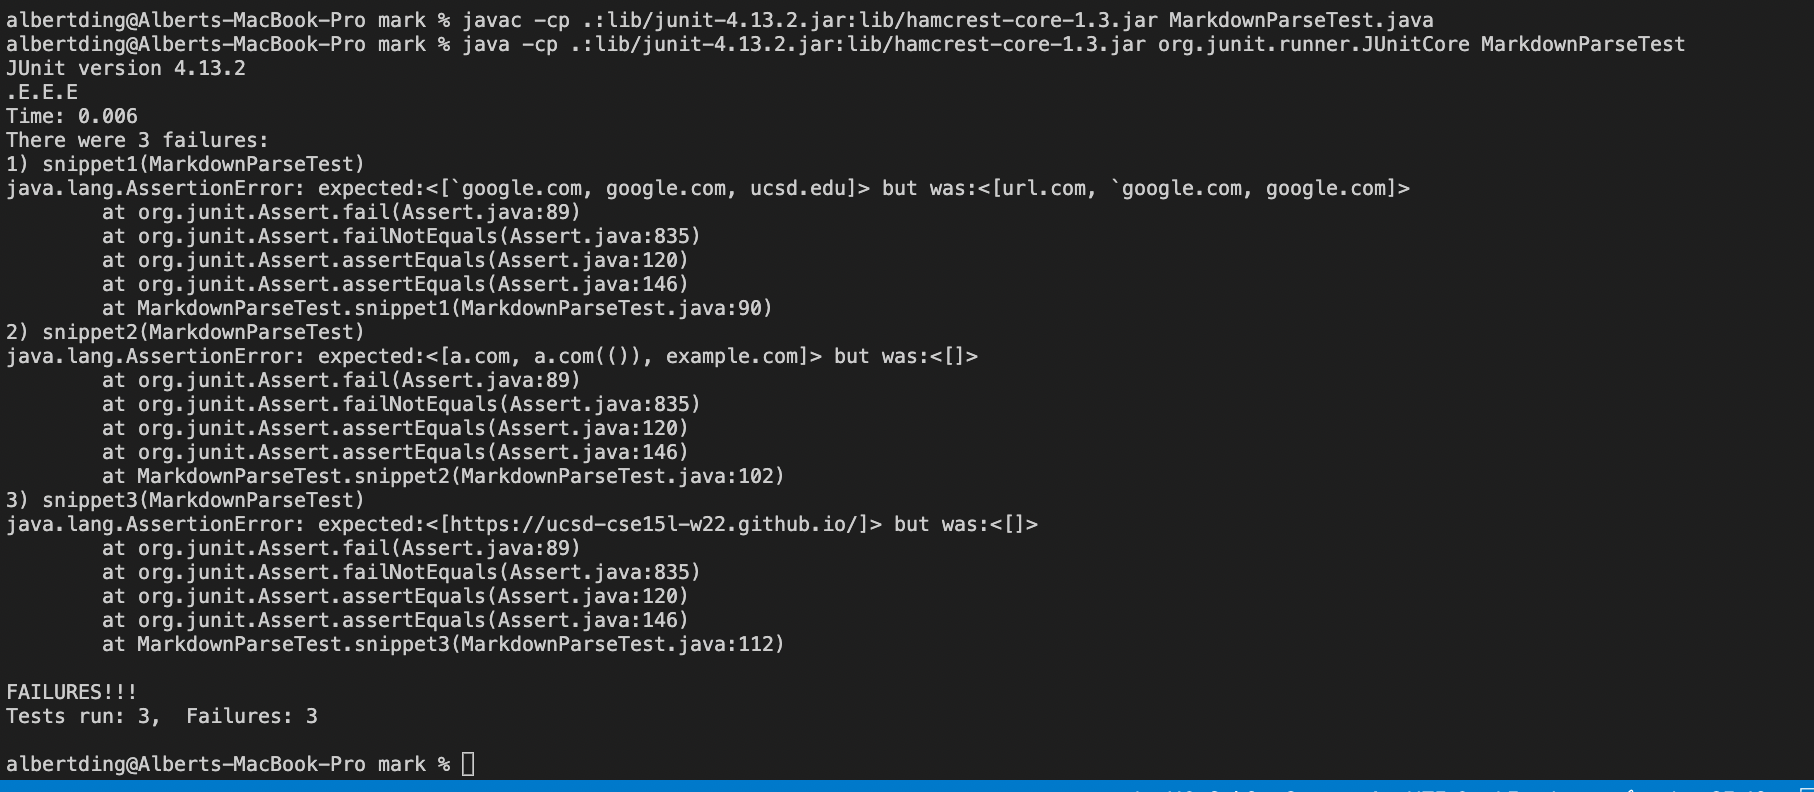 albertding@Alberts-MacBook-Pro mark % javac -cp .:lib/junit-4.13.2.jar:lib/hamcrest-core-1.3.jar MarkdownParseTest.java
albertding@Alberts-MacBook-Pro mark % java -cp .:lib/junit-4.13.2.jar:lib/hamcrest-core-1.3.jar org.junit.runner.JUnitCore MarkdownParseTest
JUnit version 4.13.2
.E.E.E
Time: 0.006
There were 3 failures:
1) snippet1(MarkdownParseTest)
java.lang.AssertionError: expected:<[`google.com, google.com, ucsd.edu]> but was:<[url.com, `google.com, google.com]>
	at org.junit.Assert.fail(Assert.java:89)
	at org.junit.Assert.failNotEquals(Assert.java:835)
	at org.junit.Assert.assertEquals(Assert.java:120)
	at org.junit.Assert.assertEquals(Assert.java:146)
	at MarkdownParseTest.snippet1(MarkdownParseTest.java:90)
2) snippet2(MarkdownParseTest)
java.lang.AssertionError: expected:<[a.com, a.com(()), example.com]> but was:<[]>
	at org.junit.Assert.fail(Assert.java:89)
	at org.junit.Assert.failNotEquals(Assert.java:835)
	at org.junit.Assert.assertEquals(Assert.java:120)
	at org.junit.Assert.assertEquals(Assert.java:146)
	at MarkdownParseTest.snippet2(MarkdownParseTest.java:102)
3) snippet3(MarkdownParseTest)
java.lang.AssertionError: expected:<[https://ucsd-cse15l-w22.github.io/]> but was:<[]>
	at org.junit.Assert.fail(Assert.java:89)
	at org.junit.Assert.failNotEquals(Assert.java:835)
	at org.junit.Assert.assertEquals(Assert.java:120)
	at org.junit.Assert.assertEquals(Assert.java:146)
	at MarkdownParseTest.snippet3(MarkdownParseTest.java:112)
FAILURES!!!
Tests run: 3,  Failures: 3
albertding@Alberts-MacBook-Pro mark %